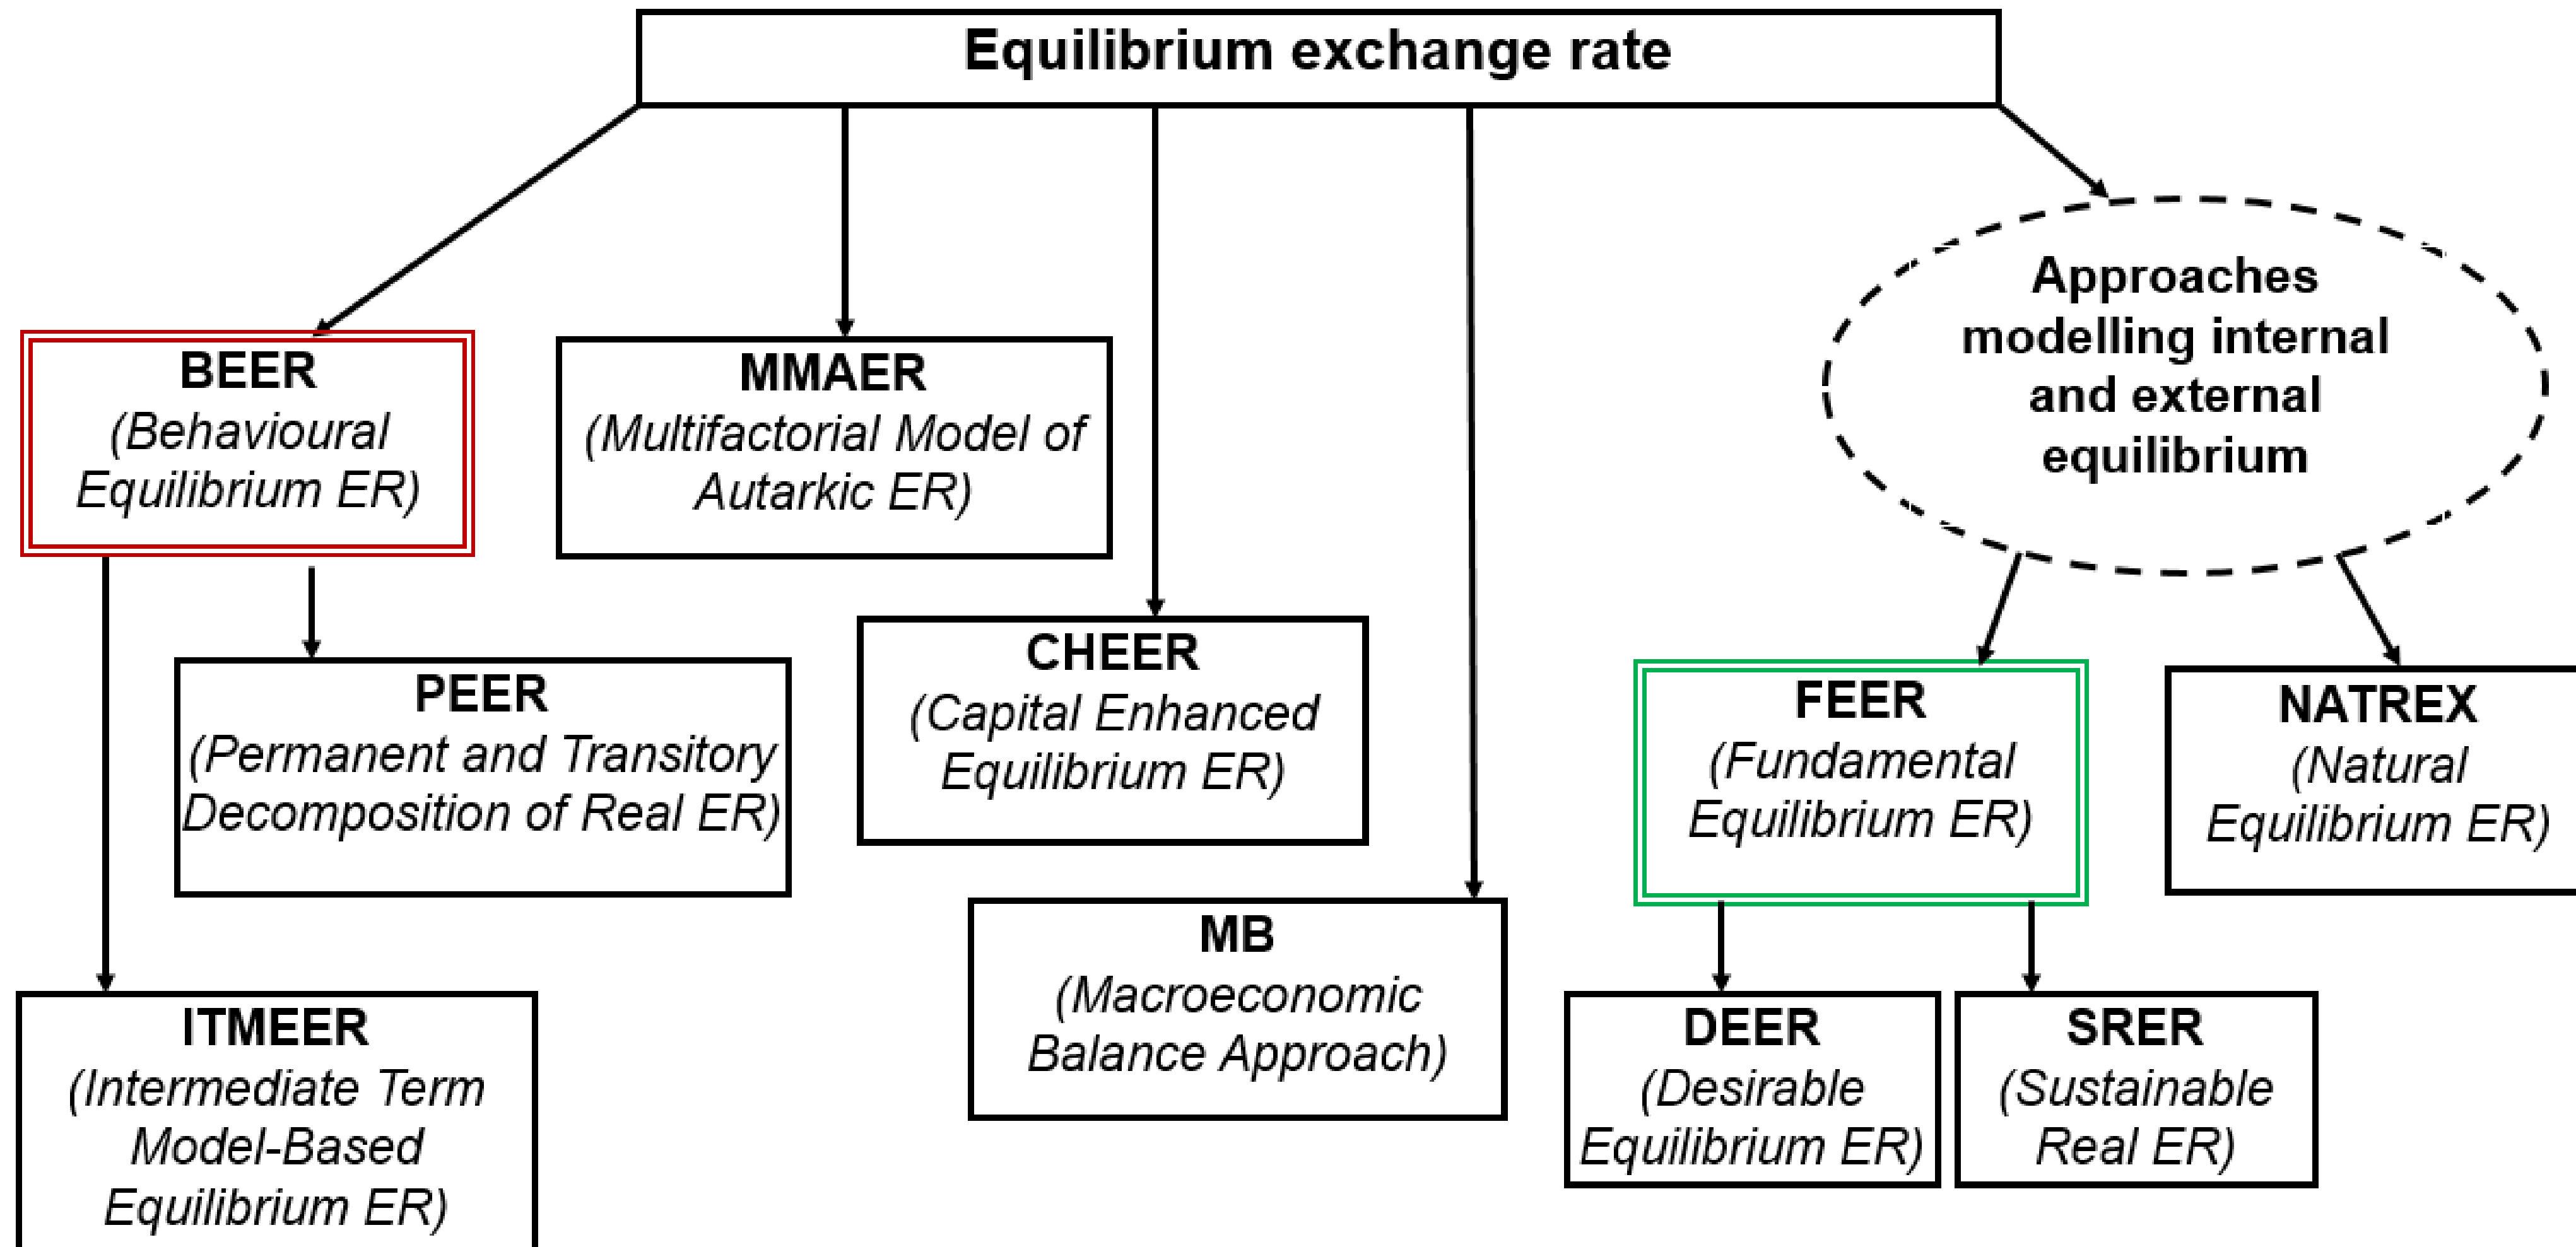 Equilibrium exchange rate
Approaches
modelling internal
and external
equilibrium
BEER
(Behavioural
Equilibrium ER)
MMAER
(Multifactorial Model of
Autarkic ER)
CHEER
(Capital Enhanced
Equilibrium ER)
PEER
(Permanent and Transitory
Decomposition of Real ER)
FEER
(Fundamental
Equilibrium ER)
NATREX
(Natural
Equilibrium ER)
MB
(Macroeconomic
Balance Approach)
ITMEER
(Intermediate Term
Model-Based
Equilibrium ER)
DEER
(Desirable
Equilibrium ER)
SRER
(Sustainable
Real ER)